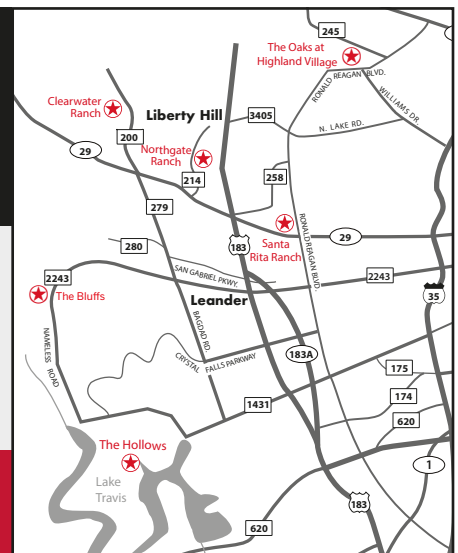 245
The Oaks at
Highland Village
RONALD REAGAN BLVD.
WILLIAMS DR
Clearwater
Ranch
Liberty Hill
3405
N. LAKE RD.
200
29
Northgate
Ranch
214
258
279
RONALD REAGAN BLVD.
280
183
Santa
Rita Ranch
29
SAN GABRIEL PKWY.
2243
2243
The Bluffs
Leander
35
BAGDAD RD.
NAMELESS ROAD
CRYSTAL FALLS PARKWAY
183A
175
174
1431
620
The Hollows
Lake
Travis
1
183
620